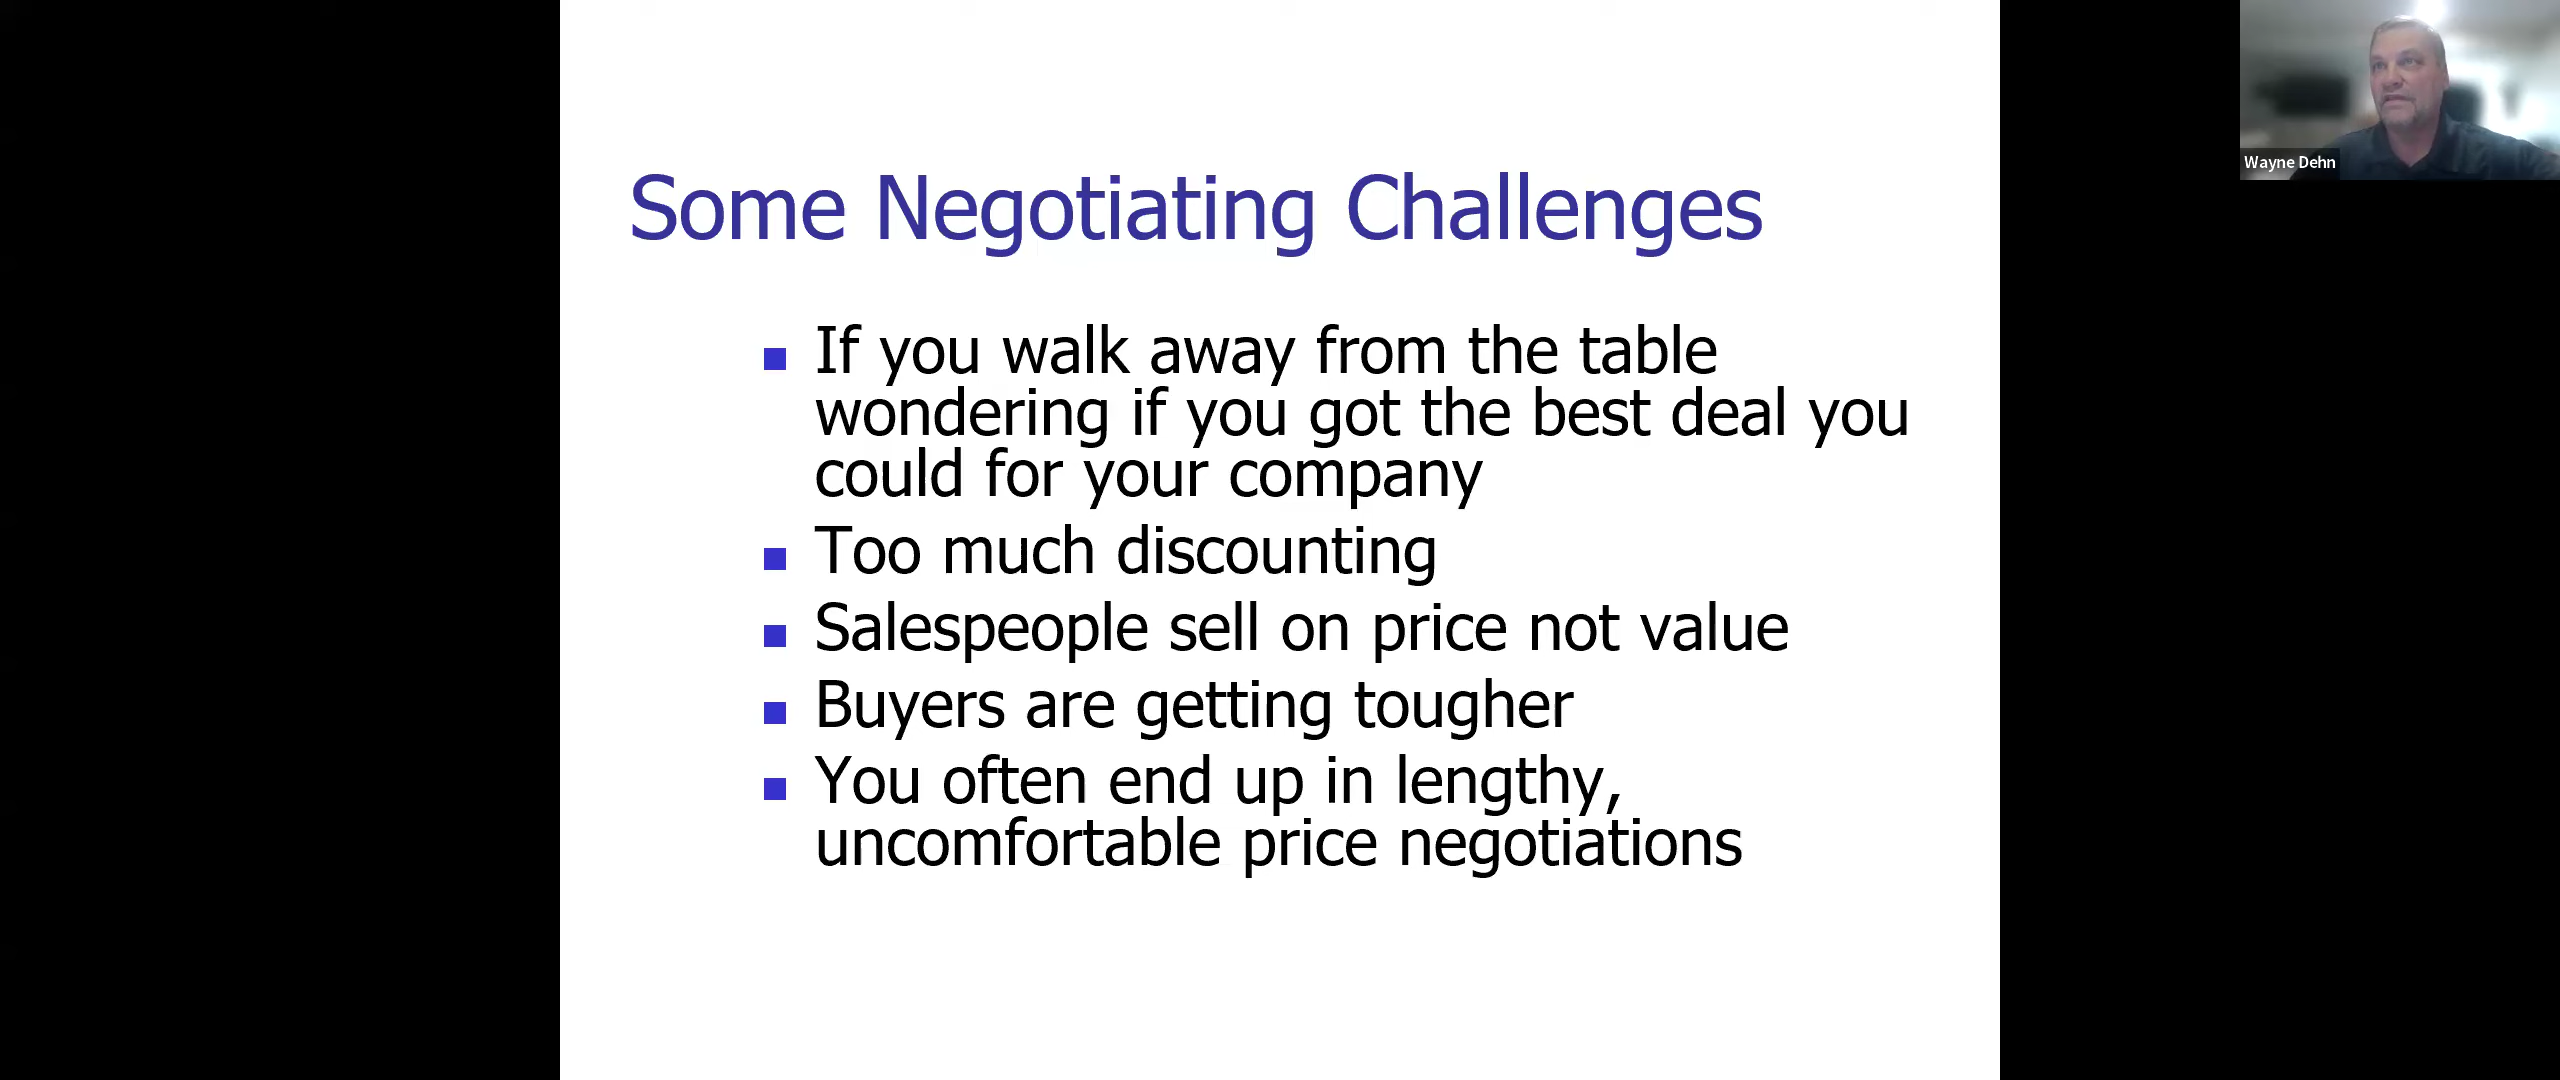 Some Negotiating Challenges
If you walk away from the table
wondering if you got the best deal you
could for your company
Too much discounting
Salespeople sell on price not value
Buyers are getting tougher
You often end up in lengthy,
uncomfortable price negotiations
Wayne Dehn